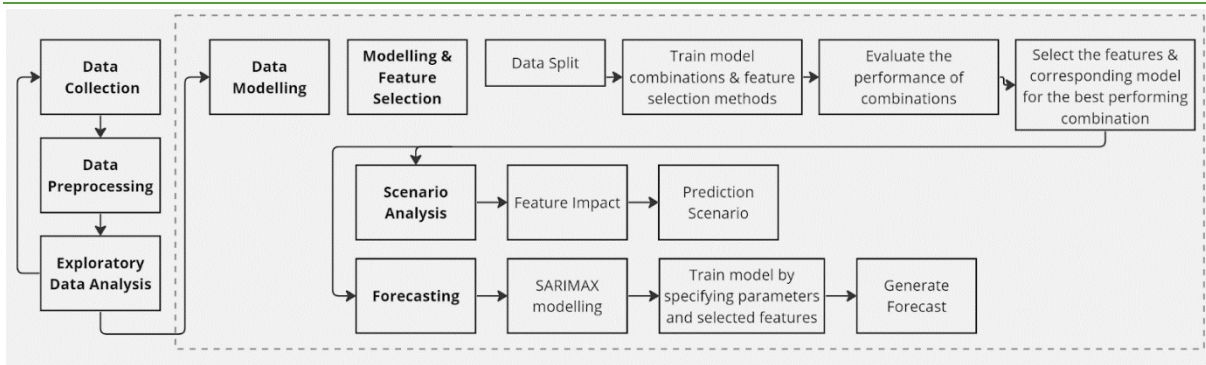 Data
Collection
Data
Preprocessing
Exploratory
Data Analysis
Data
Modelling
Modelling &
Feature
Selection
Data Split
Train model
combinations & feature
selection methods
Evaluate the
performance of
combinations
Select the features &
corresponding model
for the best performing
combination
Scenario
Analysis
Feature Impact
Prediction
Scenario
Forecasting
SARIMAX
modelling
Train model by
specifying parameters
and selected features
Generate
Forecast